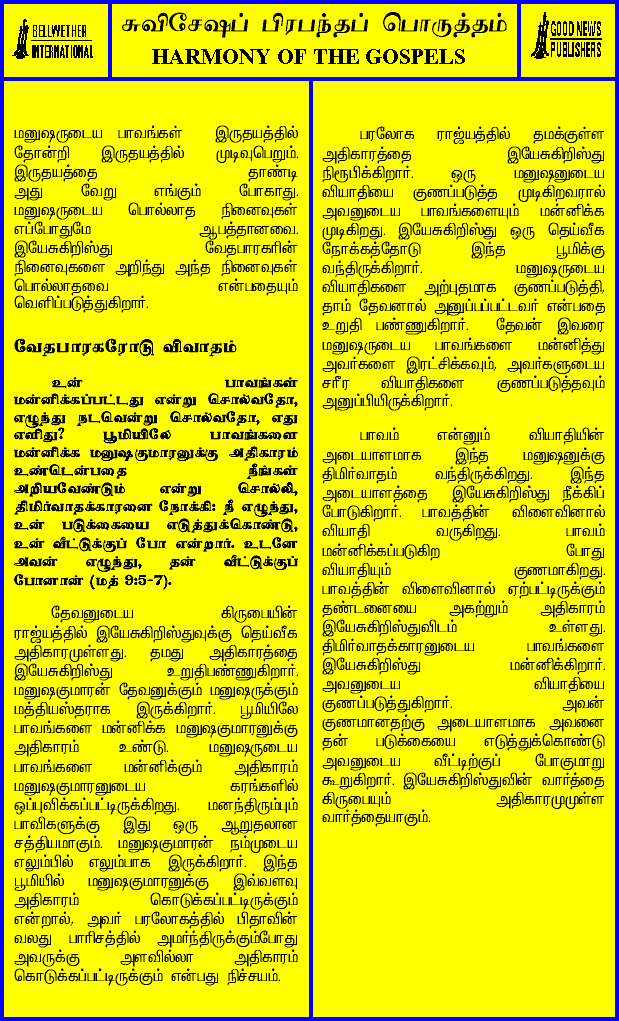 BELLWETHER
INTERNATIONAL
சுவிசேஷப் பிரபந்தப் பொருத்தம்
HARMONY OF THE GOSPELS
GOOD NEWS
PUBLISHERS
மனுஷருடைய பாவங்கள் இருதயத்தில்
தோன்றி இருதயத்தில் முடிவுபெறும்.
இருதயத்தை தாண்டி
அது வேறு எங்கும் போகாது.
மனுஷருடைய பொல்லாத நினைவுகள்
எப்போதுமே ஆபத்தானவை.
இயேசுகிறிஸ்து வேதபாரகரின்
நினைவுகளை அறிந்து அந்த நினைவுகள்
பொல்லாதவை என்பதையும்
வெளிப்படுத்துகிறார்.
வேதபாரகரோடு விவாதம்
உன் பாவங்கள்
மன்னிக்கப்பட்டது என்று சொல்வதோ,
எழுந்து நடவென்று சொல்வதோ, எது
எளிது? பூமியிலே பாவங்களை
மன்னிக்க மனுஷகுமாரனுக்கு அதிகாரம்
உண்டென்பதை நீங்கள்
அறியவேண்டும் என்று சொல்லி,
திமிர்வாதக்காரனை நோக்கி: நீ எழுந்து,
உன் படுக்கையை எடுத்துக்கொண்டு,
உன் வீட்டுக்குப் போ என்றார். உடனே
அவன் எழுந்து, தன் வீட்டுக்குப்
போனான் (மத் 9:5-7).
தேவனுடைய கிருபையின்
ராஜ்யத்தில் இயேசுகிறிஸ்துவுக்கு தெய்வீக
அதிகாரமுள்ளது. தமது அதிகாரத்தை
இயேசுகிறிஸ்து உறுதிபண்ணுகிறார்.
மனுஷகுமாரன் தேவனுக்கும் மனுஷருக்கும்
மத்தியஸ்தராக இருக்கிறார். பூமியிலே
பாவங்களை மன்னிக்க மனுஷகுமாரனுக்கு
அதிகாரம் உண்டு. மனுஷருடைய
பாவங்களை மன்னிக்கும் அதிகாரம்
மனுஷகுமாரனுடைய கரங்களில்
ஒப்புவிக்கப்பட்டிருக்கிறது. மனந்திரும்பும்
பாவிகளுக்கு இது ஒரு ஆறுதலான
சத்தியமாகும். மனுஷகுமாரன் நம்முடைய
எலும்பில் எலும்பாக இருக்கிறார். இந்த
பூமியில் மனுஷகுமாரனுக்கு இவ்வளவு
அதிகாரம் கொடுக்கப்பட்டிருக்கும்
என்றால், அவர் பரலோகத்தில் பிதாவின்
வலது பாரிசத்தில் அமர்ந்திருக்கும்போது
அவருக்கு அளவில்லா அதிகாரம்
கொடுக்கப்பட்டிருக்கும் என்பது நிச்சயம்.
பரலோக ராஜ்யத்தில் தமக்குள்ள
அதிகாரத்தை இயேசுகிறிஸ்து
நிரூபிக்கிறார். ஒரு மனுஷனுடைய
வியாதியை குணப்படுத்த முடிகிறவரால்
அவனுடைய பாவங்களையும் மன்னிக்க
முடிகிறது. இயேசுகிறிஸ்து ஒரு தெய்வீக
நோக்கத்தோடு இந்த பூமிக்கு
வந்திருக்கிறார். மனுஷருடைய
வியாதிகளை அற்புதமாக குணப்படுத்தி,
தாம் தேவனால் அனுப்பப்பட்டவர் என்பதை
உறுதி பண்ணுகிறார். தேவன் இவரை
மனுஷருடைய பாவங்களை மன்னித்து
அவர்களை இரட்சிக்கவும், அவர்களுடைய
சரீர வியாதிகளை குணப்படுத்தவும்
அனுப்பியிருக்கிறார்.
பாவம் என்னும் வியாதியின்
அடையாளமாக இந்த மனுஷனுக்கு
திமிர்வாதம் வந்திருக்கிறது. இந்த
அடையாளத்தை இயேசுகிறிஸ்து நீக்கிப்
போடுகிறார். பாவத்தின் விளைவினால்
வியாதி வருகிறது. பாவம்
மன்னிக்கப்படுகிற போது
வியாதியும் குணமாகிறது.
பாவத்தின் விளைவினால் ஏற்பட்டிருக்கும்
தண்டனையை அகற்றும் அதிகாரம்
இயேசுகிறிஸ்துவிடம் உள்ளது.
திமிர்வாதக்காரனுடைய பாவங்களை
இயேசுகிறிஸ்து மன்னிக்கிறார்.
அவனுடைய வியாதியை
குணப்படுத்துகிறார். அவன்
குணமானதற்கு அடையாளமாக அவனை
தன் படுக்கையை எடுத்துக்கொண்டு
அவனுடைய வீட்டிற்குப் போகுமாறு
கூறுகிறார். இயேசுகிறிஸ்துவின் வார்த்தை
கிருபையும் அதிகாரமுமுள்ள
வார்த்தையாகும்.